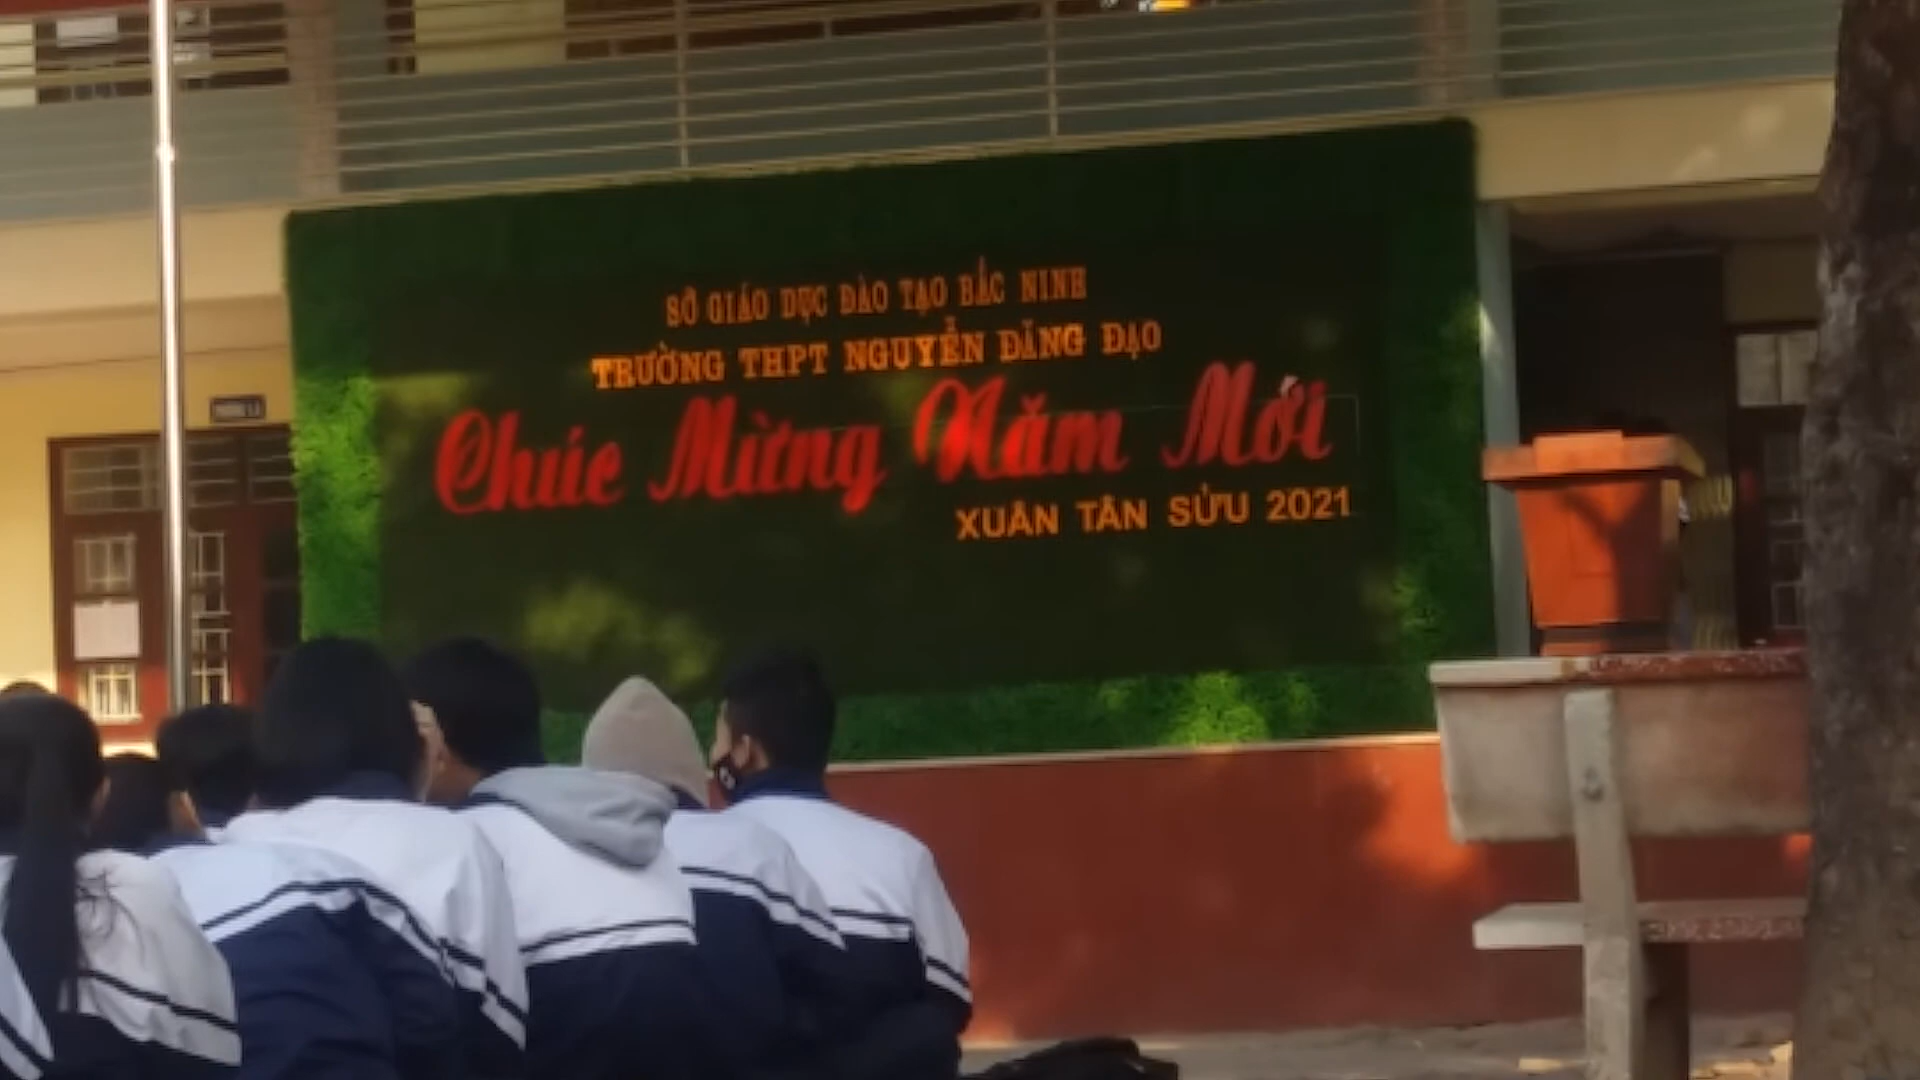 SỞ GIÁO DỤC ĐÀO TẠO BẮC NINH
TRƯỜNG THPT NGUYỄN ĐĂNG ĐẠO
Chúc Mừng Năm Mới
XUÂN TÂN SỬU 2021